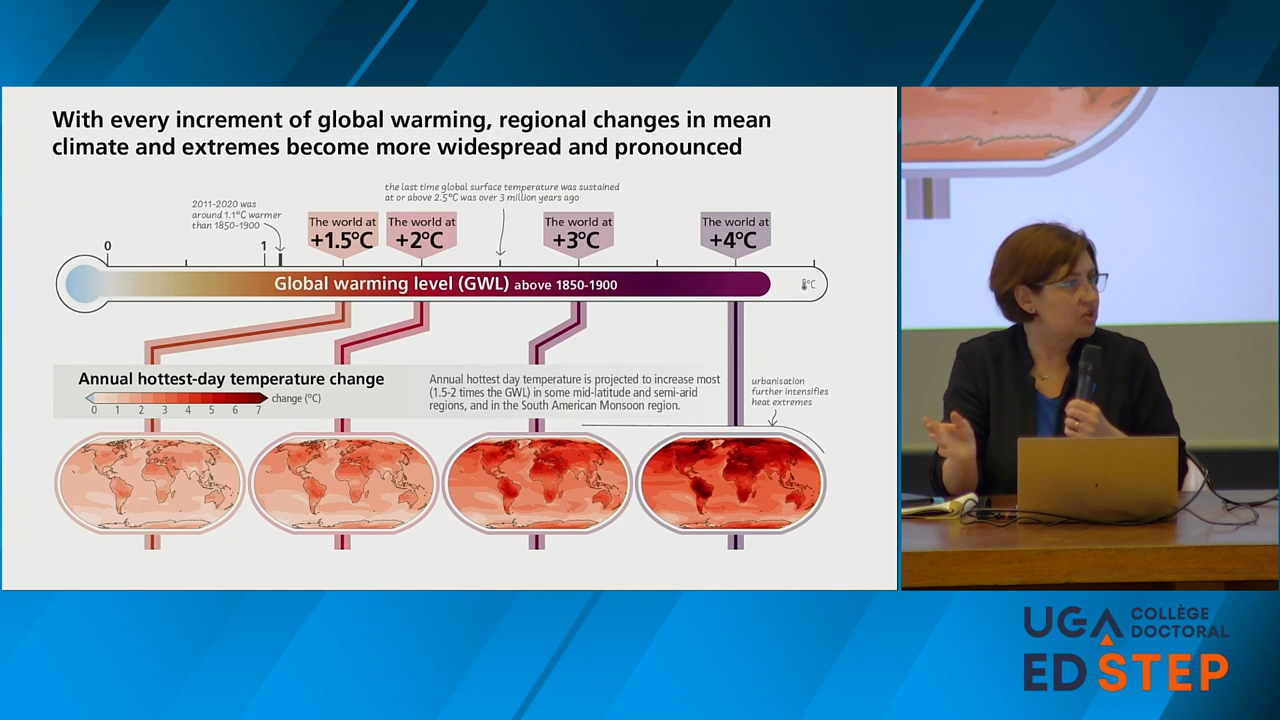 With every increment of global warming, regional changes in mean
climate and extremes become more widespread and pronounced
the last time global surface temperature was sustained
at or above 2.5°C was over 3 million years ago
2011-2020 was
around 1.1°C warmer
than 1850-1900
The world at
+1.5°C
The world at
+2°C
The world at
+3°C
The world at
+4°C
0
1
Global warming level (GWL) above 1850-1900
°C
Annual hottest-day temperature change
0 1 2 3 4 5 6 7
change (°C)
Annual hottest day temperature is projected to increase most
(1.5-2 times the GWL) in some mid-latitude and semi-arid
regions, and in the South American Monsoon region.
urbanisation
further intensifies
heat extremes
UGA COLLÈGE
DOCTORAL
ED STEP